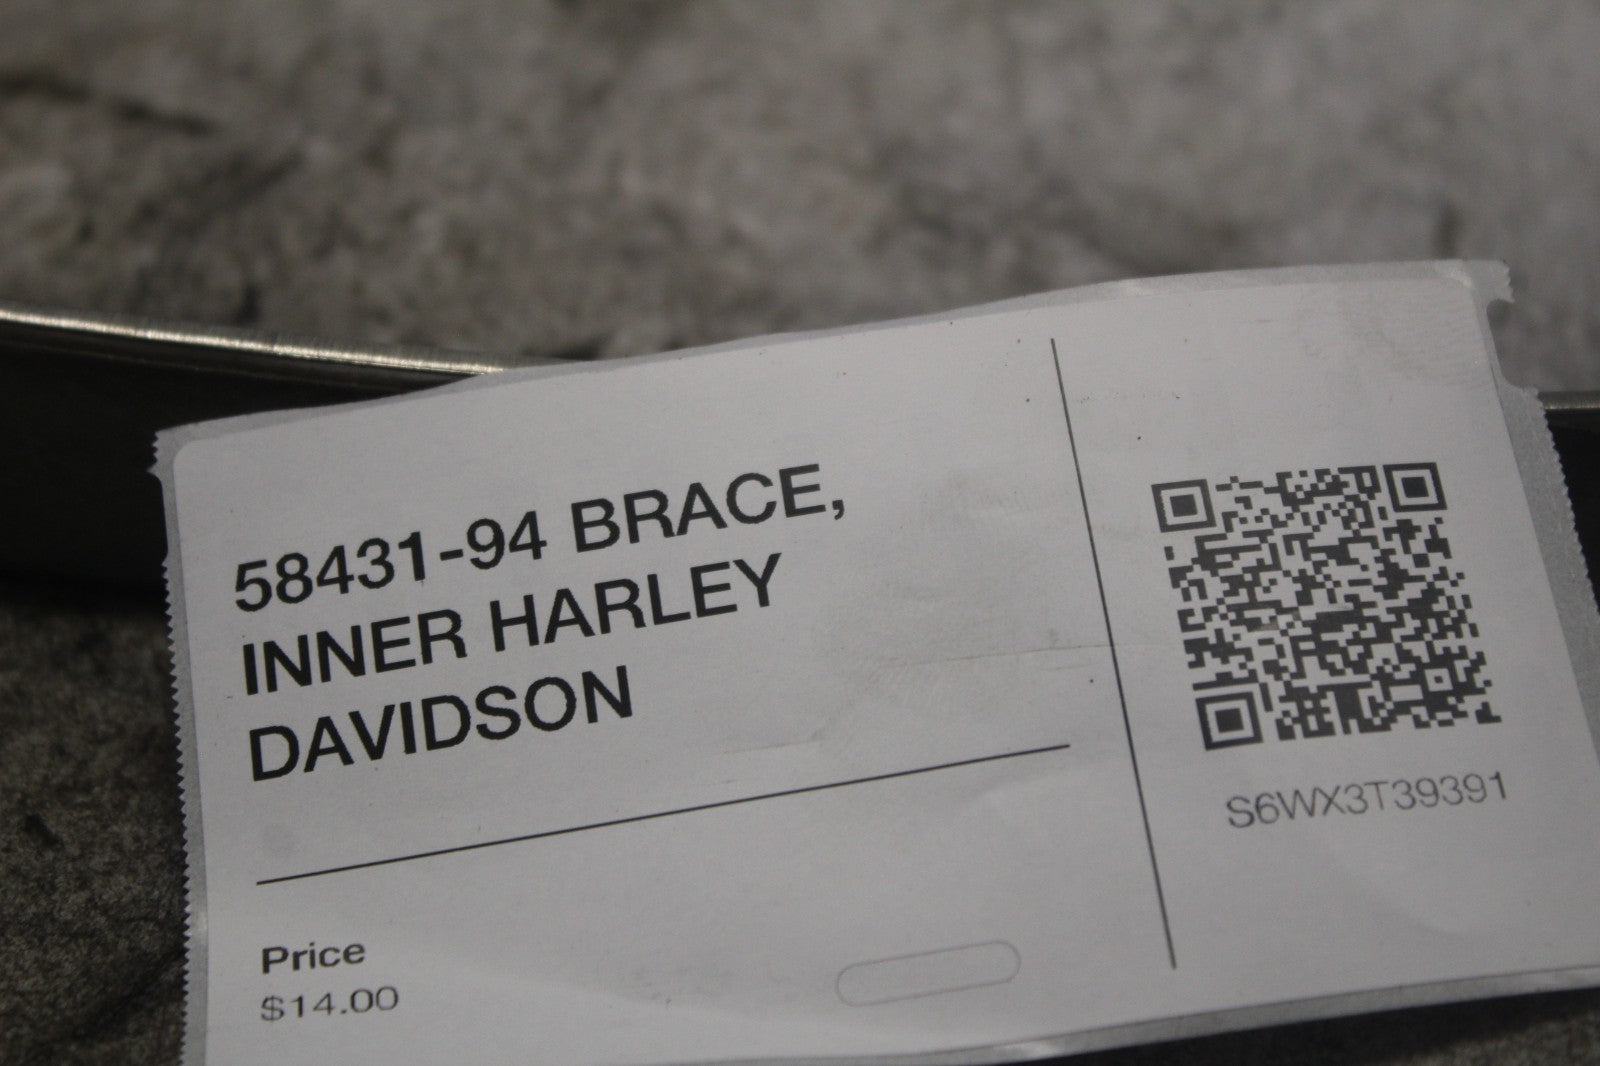 58431-94 BRACE,
INNER HARLEY
DAVIDSON
Price
$14.00
S6WX3T39391